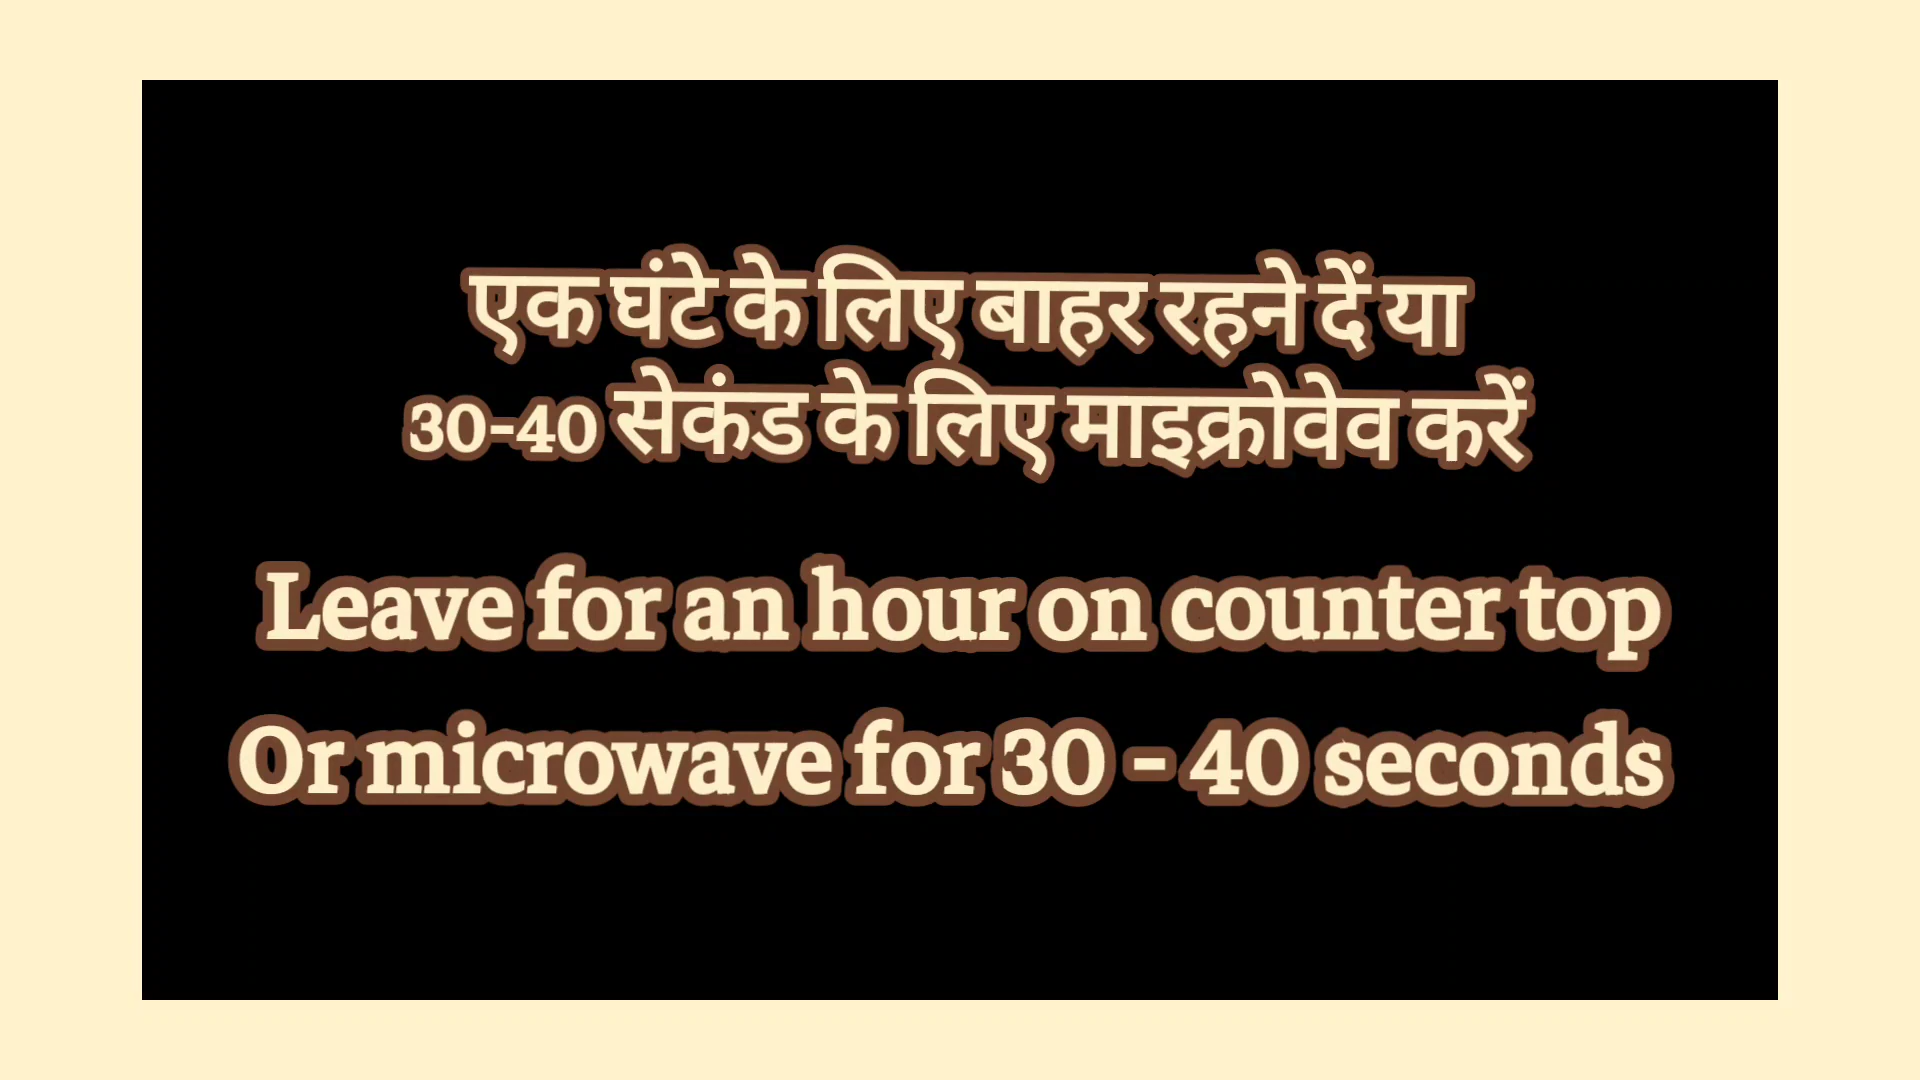 एक घंटे के लिए बाहर रहने दें या
30-40 सेकंड के लिए माइक्रोवेव करें
Leave for an hour on counter top
Or microwave for 30 - 40 seconds